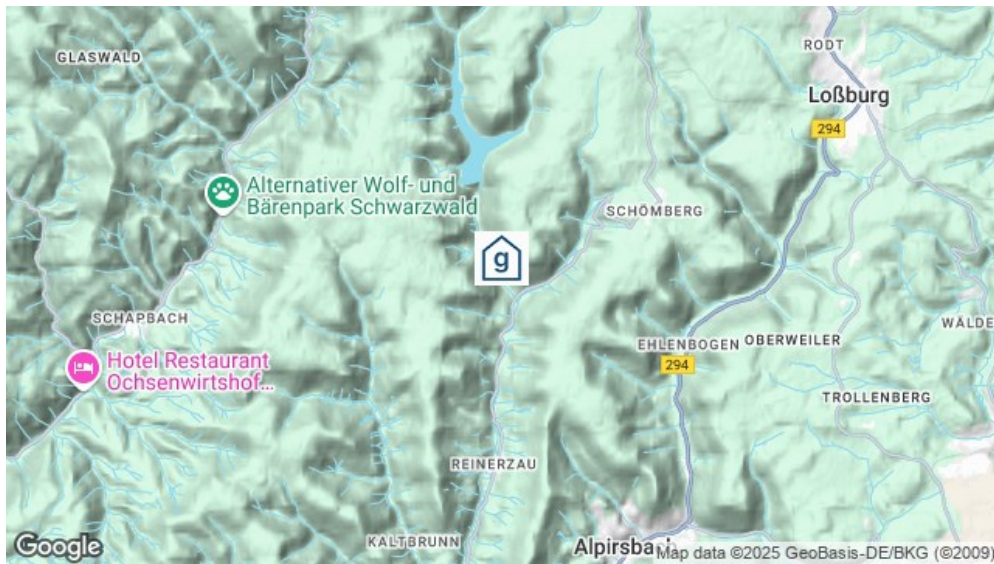 GLASWALD
RODT
Loßburg
294
Alternativer Wolf- und
Bärenpark Schwarzwald
SCHÖMBERG
g
SCHAPBACH
WÄLDE
EHLENBOGEN
OBERWEILER
Hotel Restaurant
Ochsenwirtshof...
294
TROLLENBERG
REINERZAU
KALTBRUNN
Alpirsbach
Google
Map data ©2025 GeoBasis-DE/BKG (©2009)